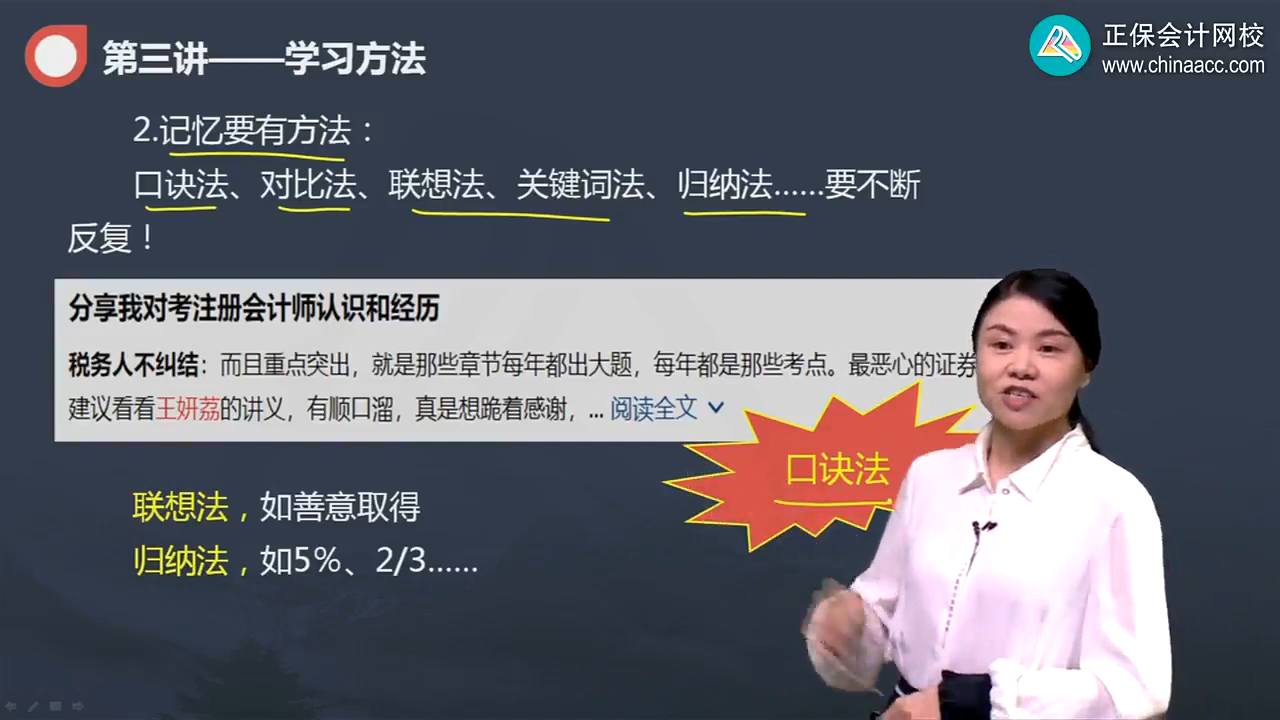 第三讲——学习方法
正保会计网校
www.chinaacc.com
2.记忆要有方法：
口诀法、对比法、联想法、关键词法、归纳法……要不断
反复！
分享我对考注册会计师认识和经历
税务人不纠结：而且重点突出，就是那些章节每年都出大题，每年都是那些考点。最恶心的证券
建议看看王妍荔的讲义，有顺口溜，真是想跪着感谢，... 阅读全文
口诀法
联想法，如善意取得
归纳法，如5%、2/3……